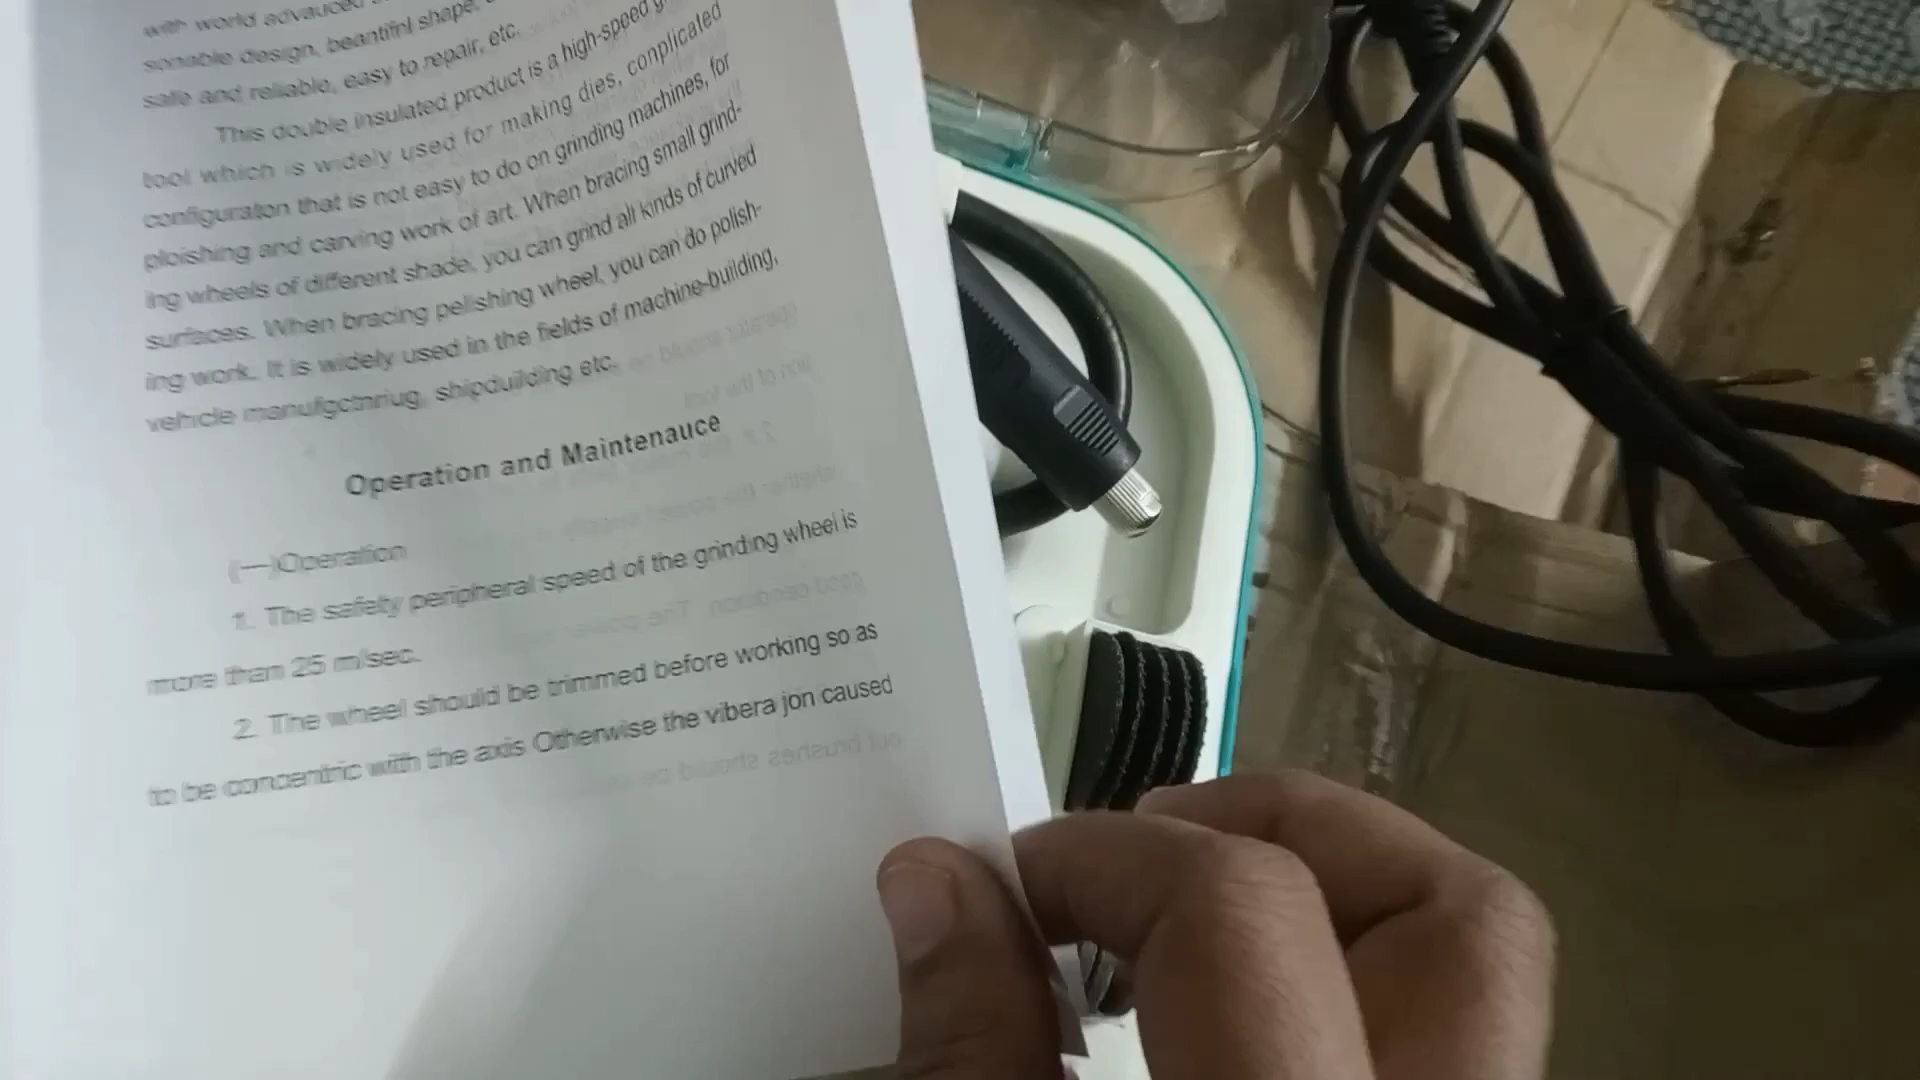 with world advauced
sonable design, beantifnl shape,
safe and reliable, easy to repair, etc.
This double insulated product is a high-speed
tool which is widely used for making dies, conplicated
configuration that is not easy to do on grinding machines, for
ploishing and carving work of art. When bracing small grind-
ing wheels of different shade, you can grind all kinds of curved
surfaces. When bracing pelishing wheel, you can do polish-
ing work. It is widely used in the fields of machine-building,
vehicle manufgctnriug, shipduilding etc.
Operation and Maintenauce
(一)Operation
1. The safety peripheral speed of the grinding wheel is
more than 25 m/sec.
2. The wheel should be trimmed before working so as
to be concentric with the axis Otherwise the vibera jon caused